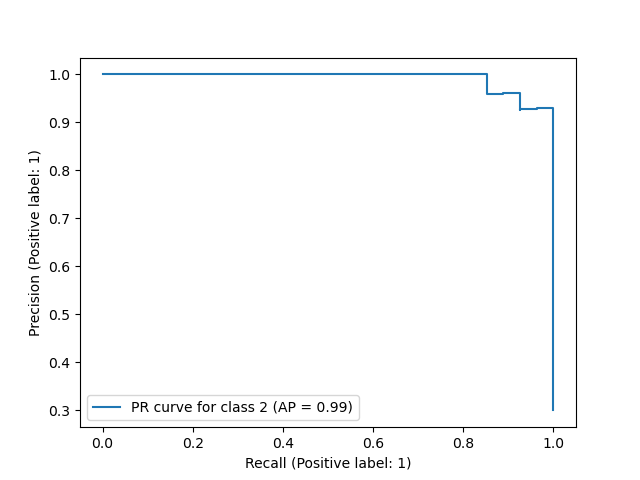 1.0
0.9
0.8
0.7
0.6
0.5
0.4
0.3
Precision (Positive label: 1)
PR curve for class 2 (AP = 0.99)
0.0 0.2 0.4 0.6 0.8 1.0
Recall (Positive label: 1)